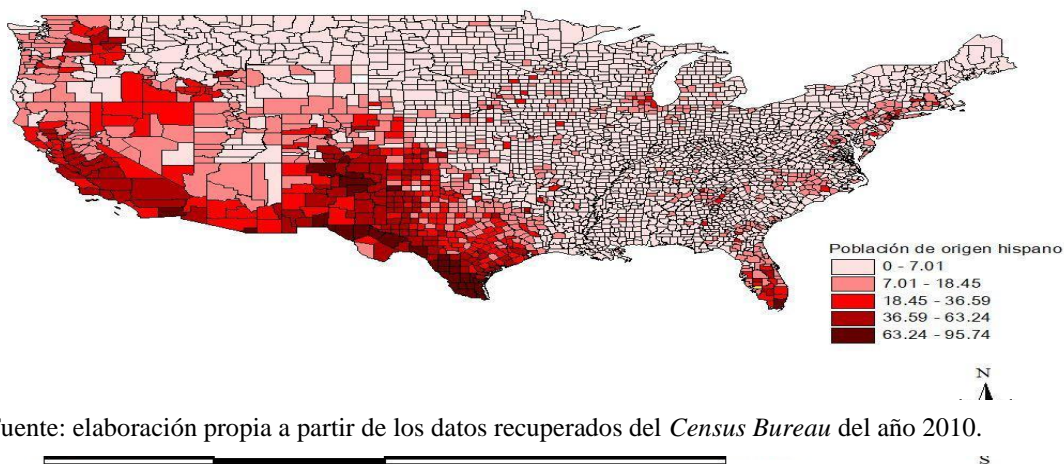 Población de origen hispano
0 - 7.01
7.01 - 18.45
18.45 - 36.59
36.59 - 63.24
63.24 - 95.74
N
uente: elaboración propia a partir de los datos recuperados del Census Bureau del año 2010.
S